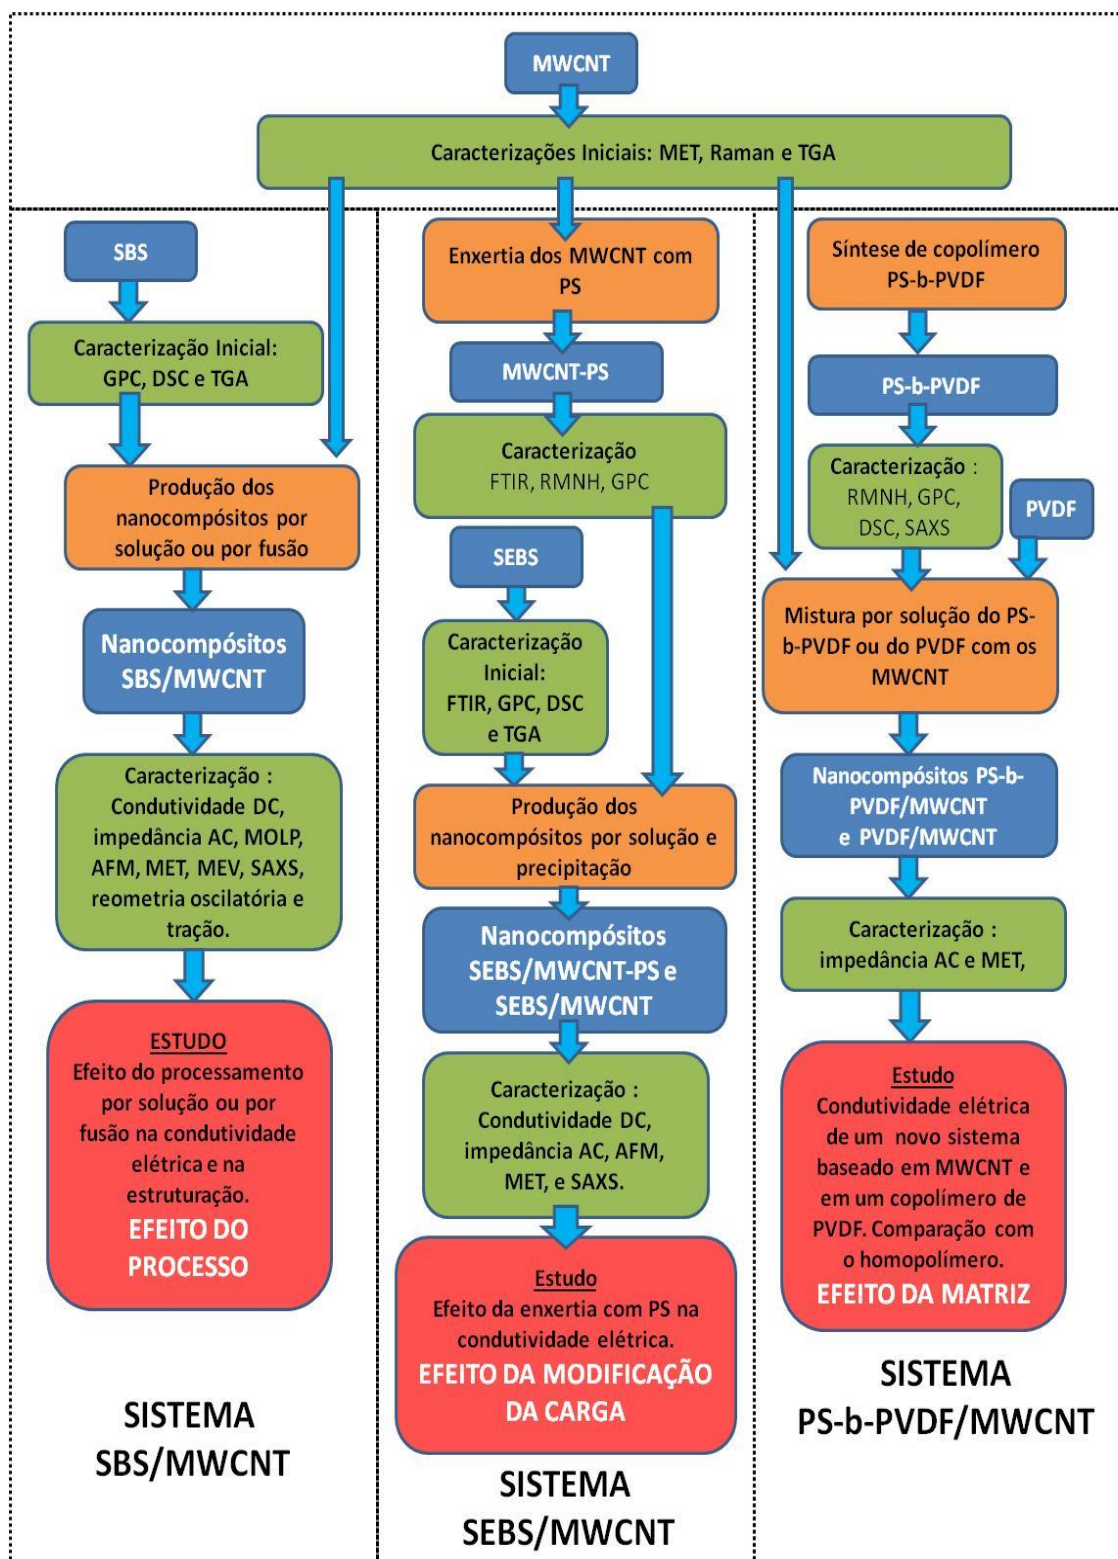 MWCNT
Caracterizações Iniciais: MET, Raman e TGA
SBS
Caracterização Inicial:
GPC, DSC e TGA
Produção dos
nanocompósitos por
solução ou por fusão
Nanocompósitos
SBS/MWCNT
Caracterização :
Condutividade DC,
impedância AC, MOLP,
AFM, MET, MEV, SAXS,
reometria oscilatória e
tração.
ESTUDO
Efeito do processamento
por solução ou por
fusão na condutividade
elétrica e na
estruturação.
EFEITO DO
PROCESSO
SISTEMA
SBS/MWCNT
Enxertia dos MWCNT com
PS
MWCNT-PS
Caracterização
FTIR, RMNH, GPC
SEBS
Caracterização
Inicial:
FTIR, GPC, DSC
e TGA
Produção dos
nanocompósitos por solução e
precipitação
Nanocompósitos
SEBS/MWCNT-PS e
SEBS/MWCNT
Caracterização :
Condutividade DC,
impedância AC, AFM,
MET, e SAXS.
Estudo
Efeito da enxertia com PS na
condutividade elétrica.
EFEITO DA MODIFICAÇÃO
DA CARGA
SISTEMA
SEBS/MWCNT
Síntese de copolímero
PS-b-PVDF
PS-b-PVDF
Caracterização :
RMNH, GPC,
DSC, SAXS
PVDF
Mistura por solução do PS-
b-PVDF ou do PVDF com os
MWCNT
Nanocompósitos PS-b-
PVDF/MWCNT
e PVDF/MWCNT
Caracterização :
impedância AC e MET,
Estudo
Condutividade elétrica
de um novo sistema
baseado em MWCNT e
em um copolímero de
PVDF. Comparação com
o homopolímero.
EFEITO DA MATRIZ
SISTEMA
PS-b-PVDF/MWCNT